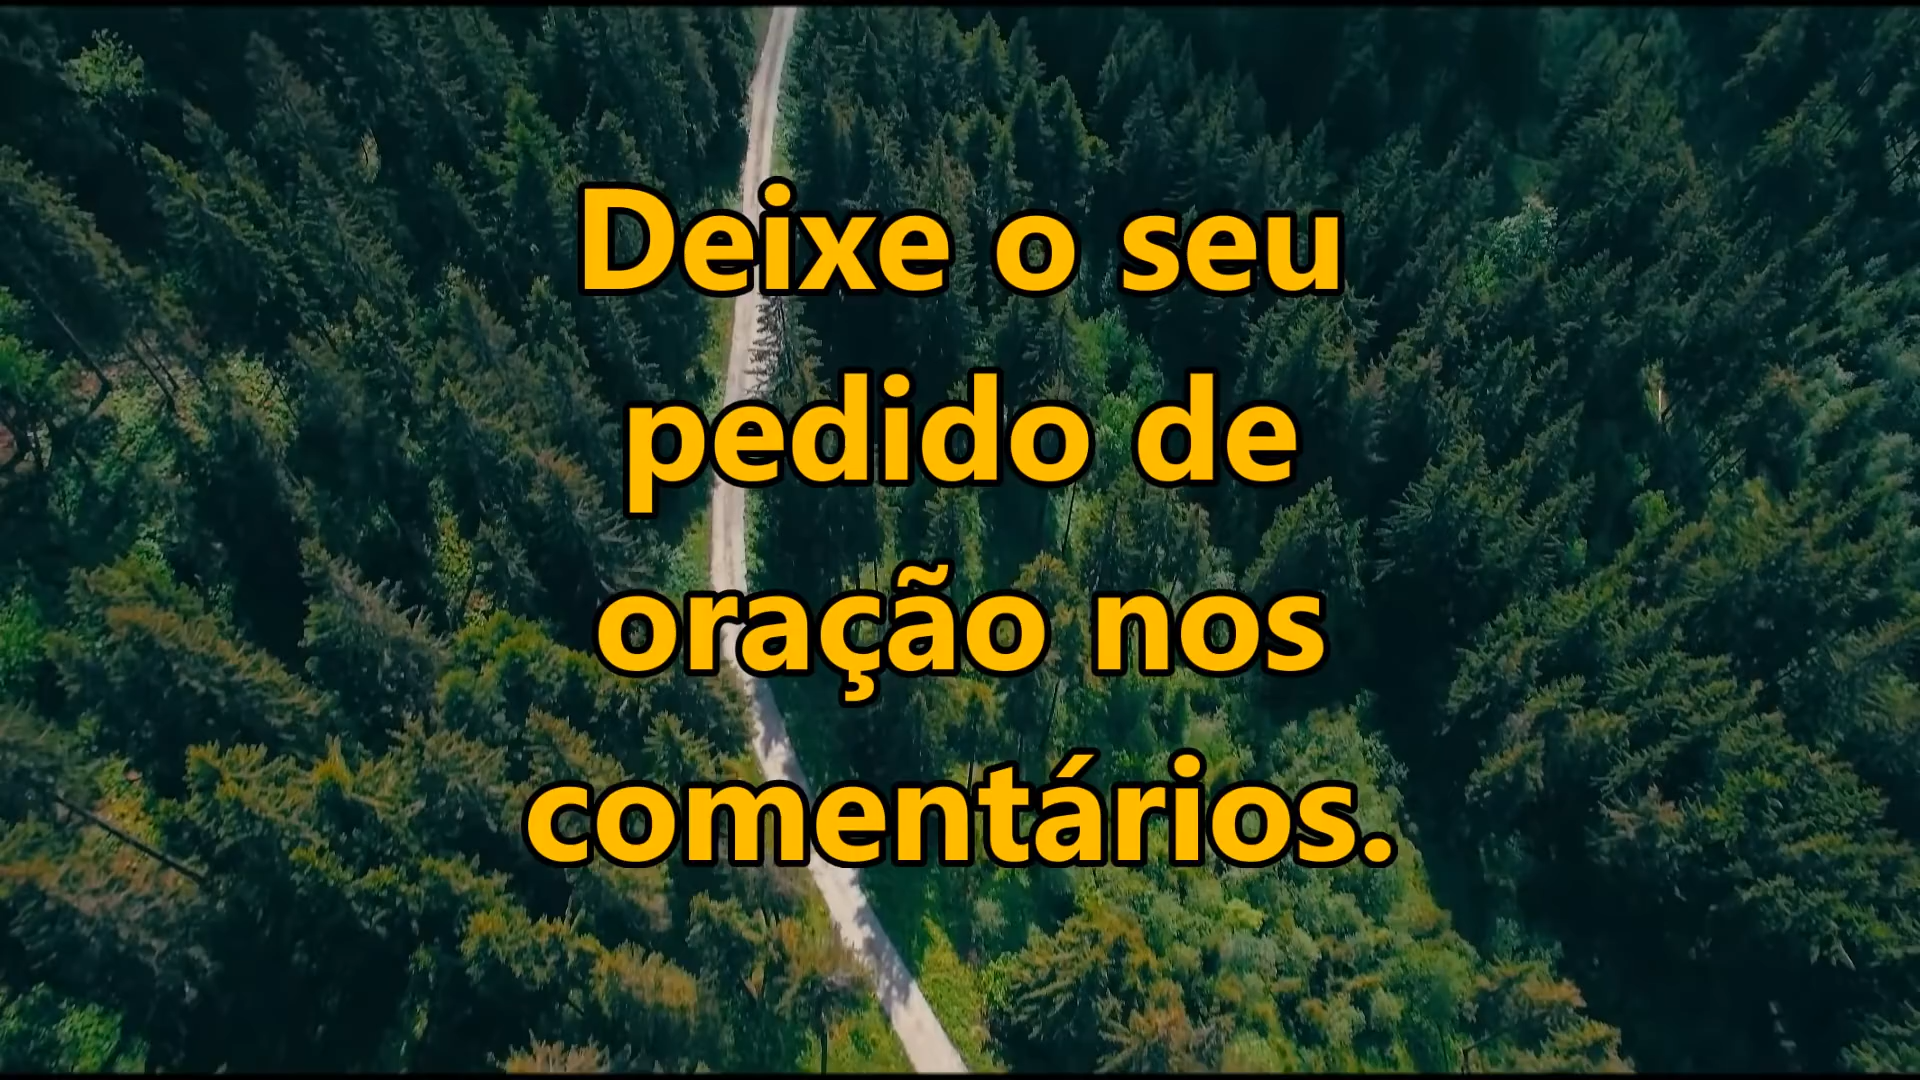 Deixe o seu
pedido de
oração nos
comentários.